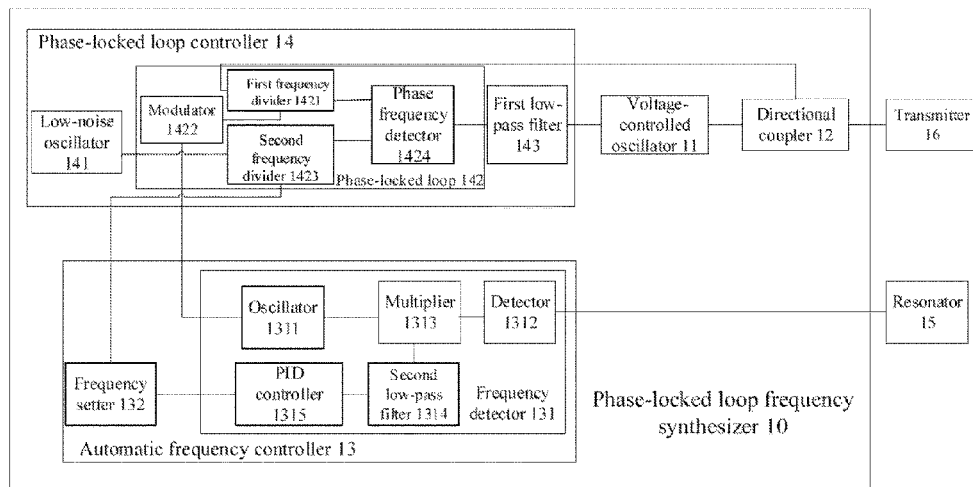 Phase-locked loop controller 14
Low-noise
oscillator
141
Modulator
1422
First frequency
divider 1421
Second
frequency
divider 1423
Phase
frequency
detector
1424
Phase-locked loop 142
First low-
pass filter
143
Voltage-
controlled
oscillator 11
Directional
coupler 12
Transmitter
16
Oscillator
1311
Multiplier
1313
Detector
1312
Resonator
15
Frequency
setter 132
PID
controller
1315
Second
low-pass
filter 1314
Frequency
detector 131
Automatic frequency controller 13
Phase-locked loop frequency
synthesizer 10